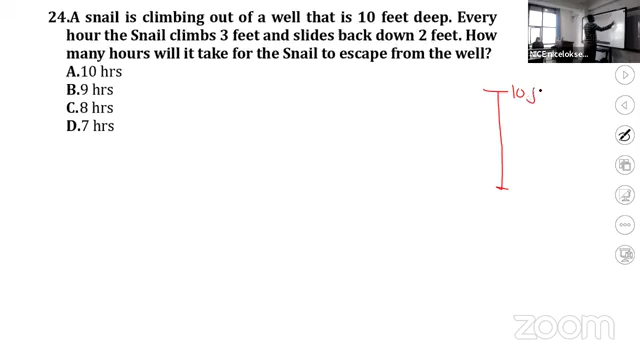 24.A snail is climbing out of a well that is 10 feet deep. Every
hour the Snail climbs 3 feet and slides back down 2 feet. How
many hours will it take for the Snail to escape from the well?
A.10 hrs
B.9 hrs
C.8 hrs
D.7 hrs
10 f
NICE nicelokse...
zoom